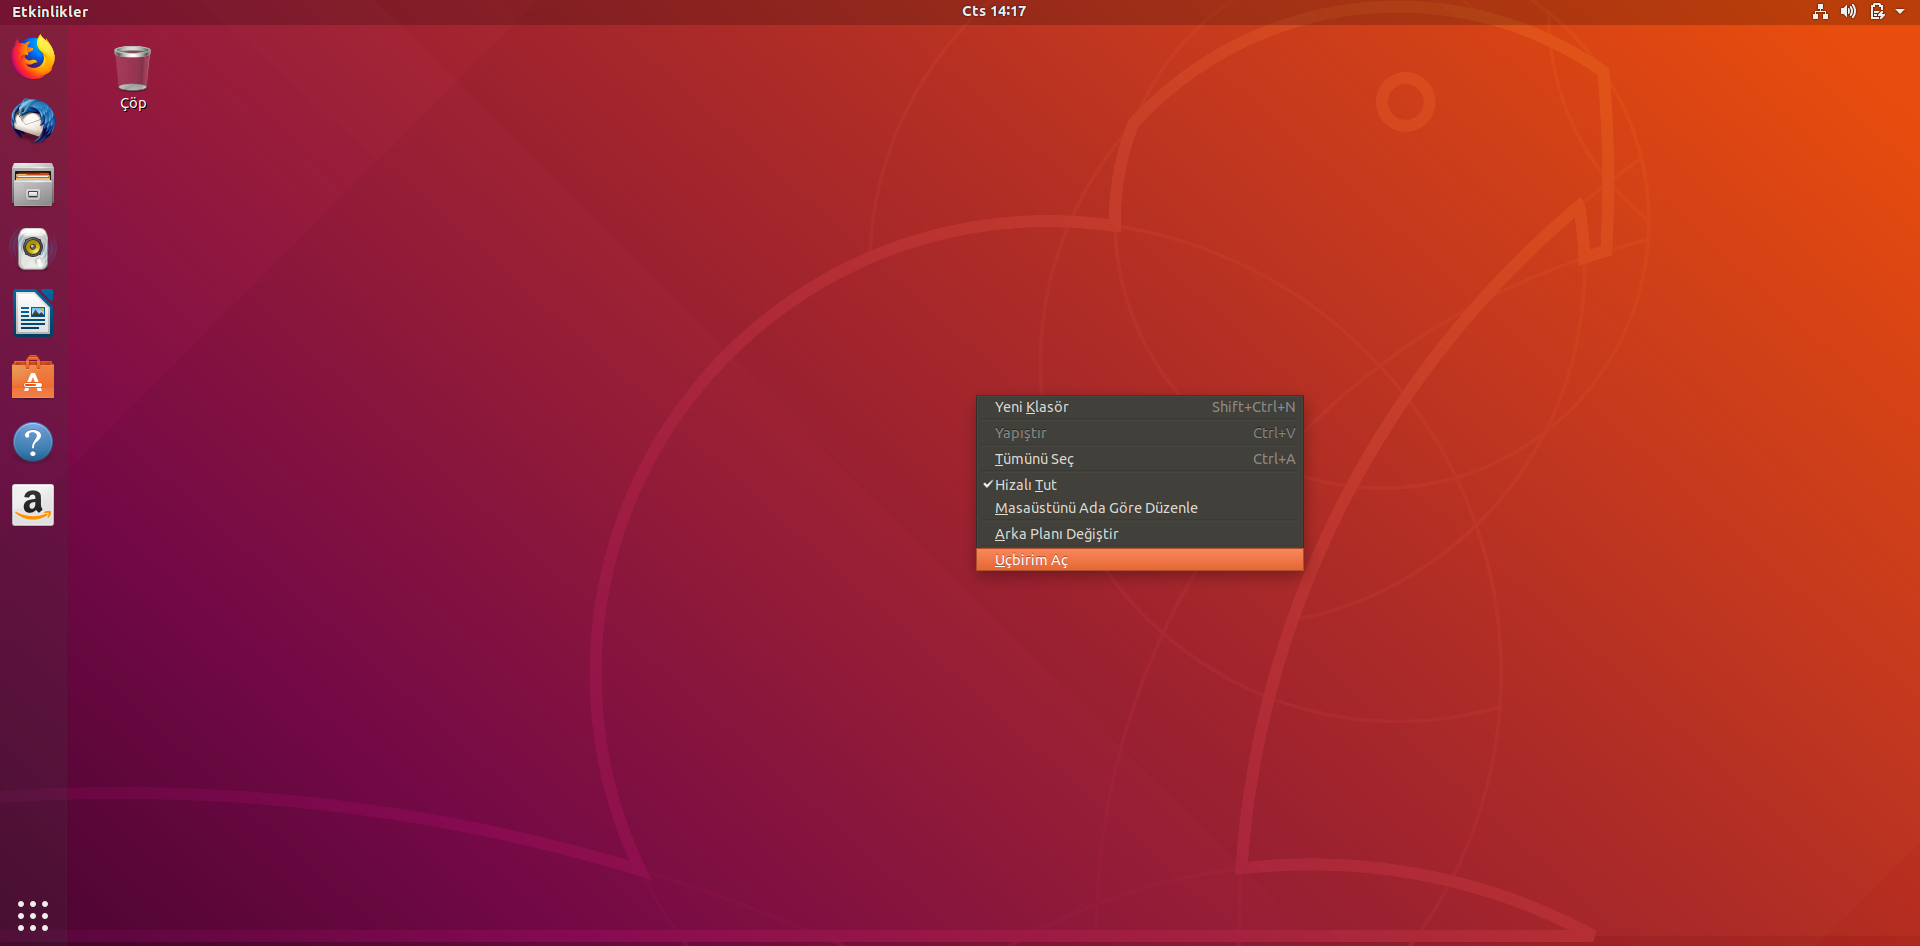 Etkinlikler
Cts 14:17
Çöp
Yeni Klasör Shift+Ctrl+N
Yapıştır Ctrl+V
Tümünü Seç Ctrl+A
Hizalı Tut
Masaüstünü Ada Göre Düzenle
Arka Planı Değiştir
Uçbirim Aç